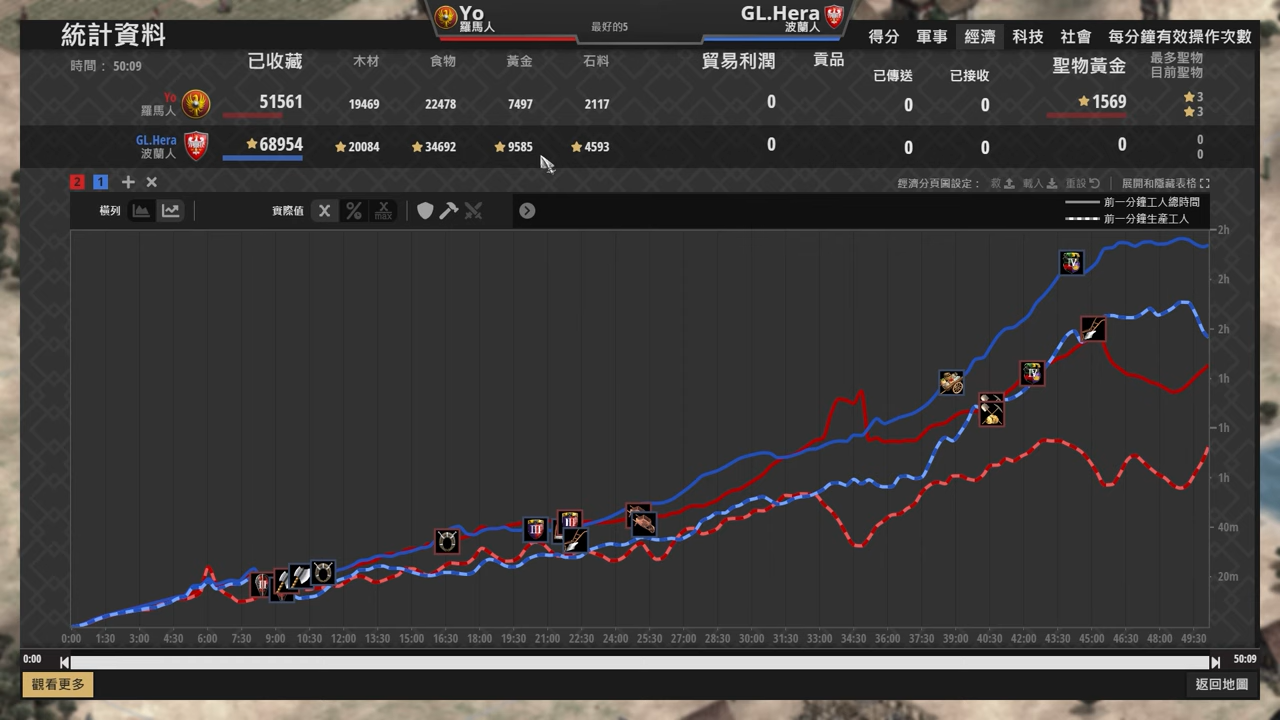 Yo
羅馬人
最好的5
GL.Hera
波蘭人
統計資料
得分 軍事 經濟 科技 社會 每分鐘有效操作次數
時間： 50:09
已收藏 木材 食物 黃金 石料 貿易利潤 貢品 已傳送 已接收 聖物黃金 最多聖物
目前聖物
Yo
羅馬人
51561 19469 22478 7497 2117 0 0 0 1569 3
3
GL.Hera
波蘭人
68954 20084 34692 9585 4593 0 0 0 0 0
0
2 1
經濟分頁圖設定： 載入 重設 展開和隱藏表格
橫列 實際值 X % X
max
前一分鐘工人總時間
前一分鐘生產工人
2h
2h
2h
1h
1h
1h
40m
20m
IV
IV
III
III
0:00 1:30 3:00 4:30 6:00 7:30 9:00 10:30 12:00 13:30 15:00 16:30 18:00 19:30 21:00 22:30 24:00 25:30 27:00 28:30 30:00 31:30 33:00 34:30 36:00 37:30 39:00 40:30 42:00 43:30 45:00 46:30 48:00 49:30
0:00 50:09
觀看更多 返回地圖